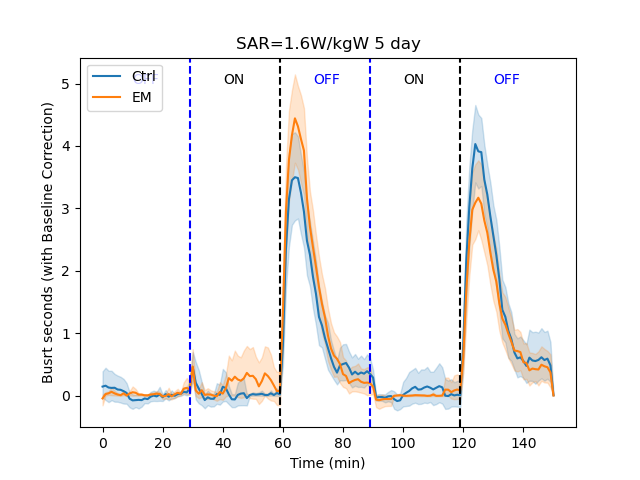 SAR=1.6W/kgW 5 day
Ctrl
EM
OFF
ON
OFF
ON
OFF
Busrt seconds (with Baseline Correction)
5
4
3
2
1
0
0 20 40 60 80 100 120 140
Time (min)